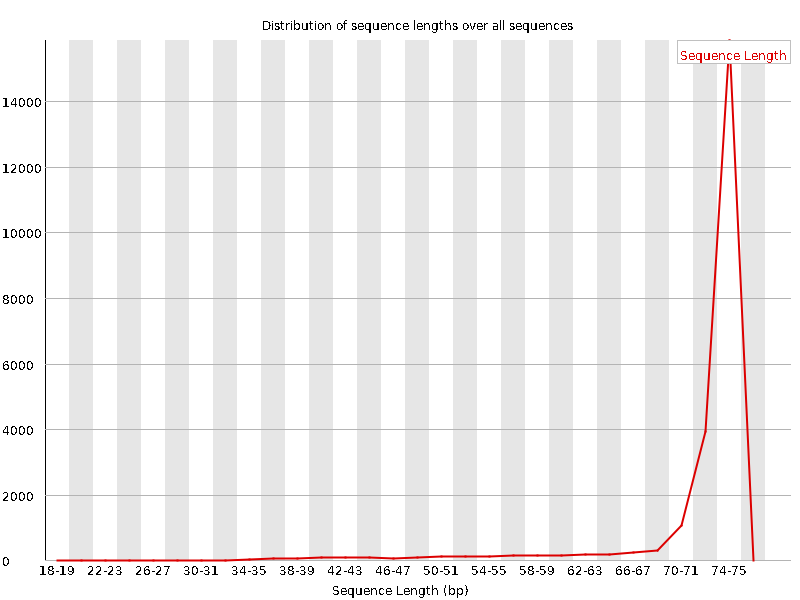 Distribution of sequence lengths over all sequences
Sequence Length
14000
12000
10000
8000
6000
4000
2000
0
18-19 22-23 26-27 30-31 34-35 38-39 42-43 46-47 50-51 54-55 58-59 62-63 66-67 70-71 74-75
Sequence Length (bp)